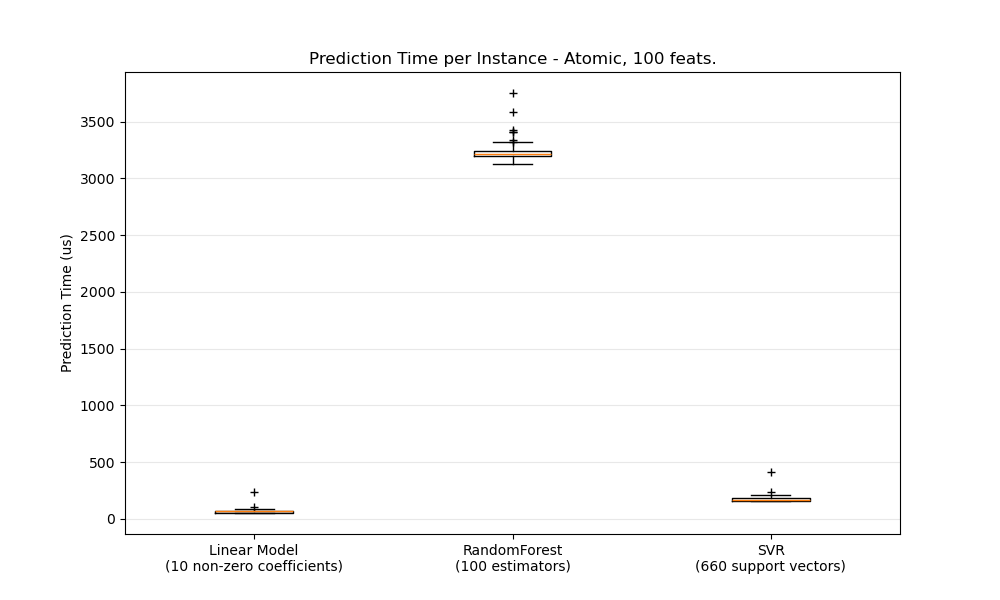 Prediction Time per Instance - Atomic, 100 feats.
Prediction Time (us)
3500
3000
2500
2000
1500
1000
500
0
Linear Model
(10 non-zero coefficients)
RandomForest
(100 estimators)
SVR
(660 support vectors)